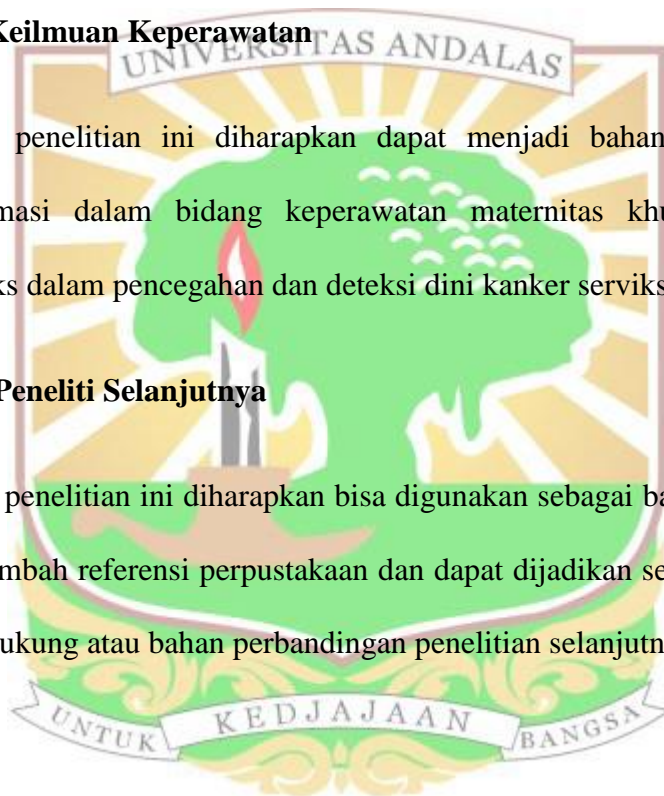 Keilmuan Keperawatan
UNIVERSITAS ANDALAS
penelitian ini diharapkan dapat menjadi bahan
masi dalam bidang keperawatan maternitas khu
ks dalam pencegahan dan deteksi dini kanker serviks
Peneliti Selanjutnya
penelitian ini diharapkan bisa digunakan sebagai ba
mbah referensi perpustakaan dan dapat dijadikan se
ukung atau bahan perbandingan penelitian selanjutn
UNTUK KEDJAJAAN BANGSA